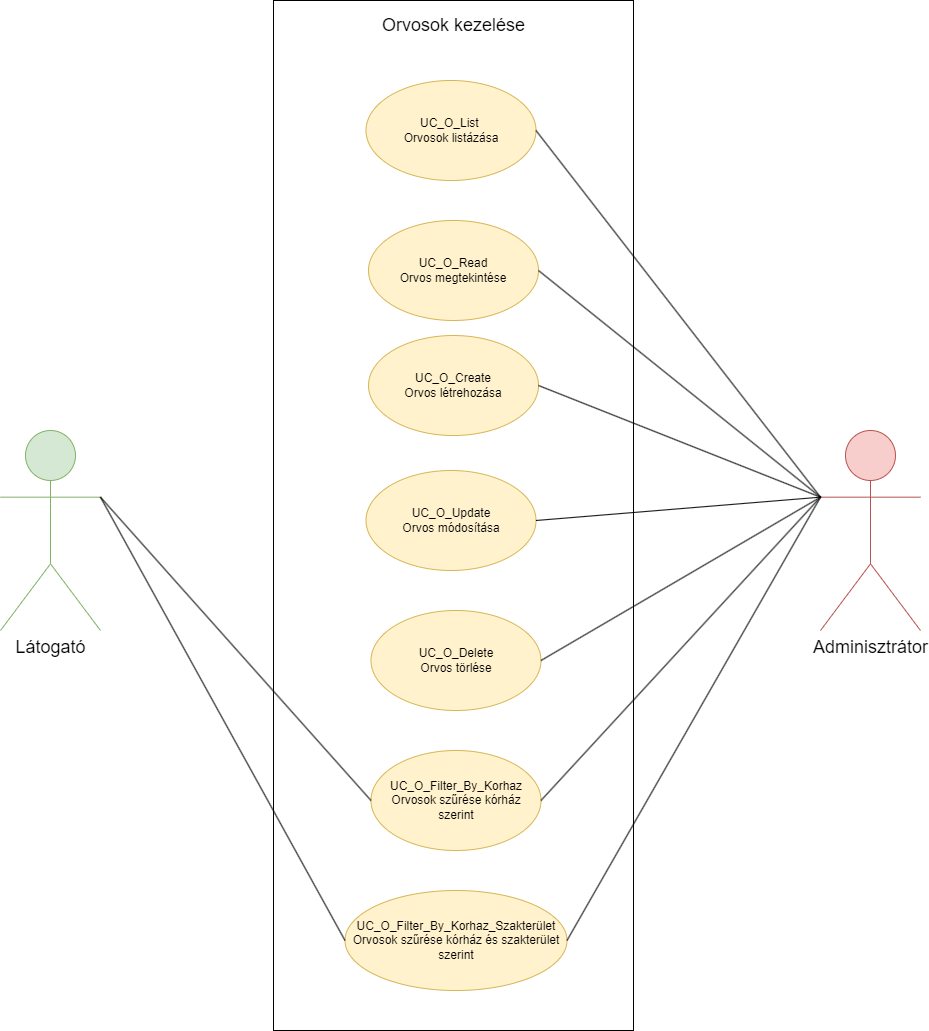 Orvosok kezelése
UC_O_List
Orvosok listázása
UC_O_Read
Orvos megtekintése
UC_O_Create
Orvos létrehozása
UC_O_Update
Orvos módosítása
UC_O_Delete
Orvos törlése
Látogató
Adminisztrátor
UC_O_Filter_By_Korhaz
Orvosok szűrése kórház
szerint
UC_O_Filter_By_Korhaz_Szakterület
Orvosok szűrése kórház és szakterület
szerint